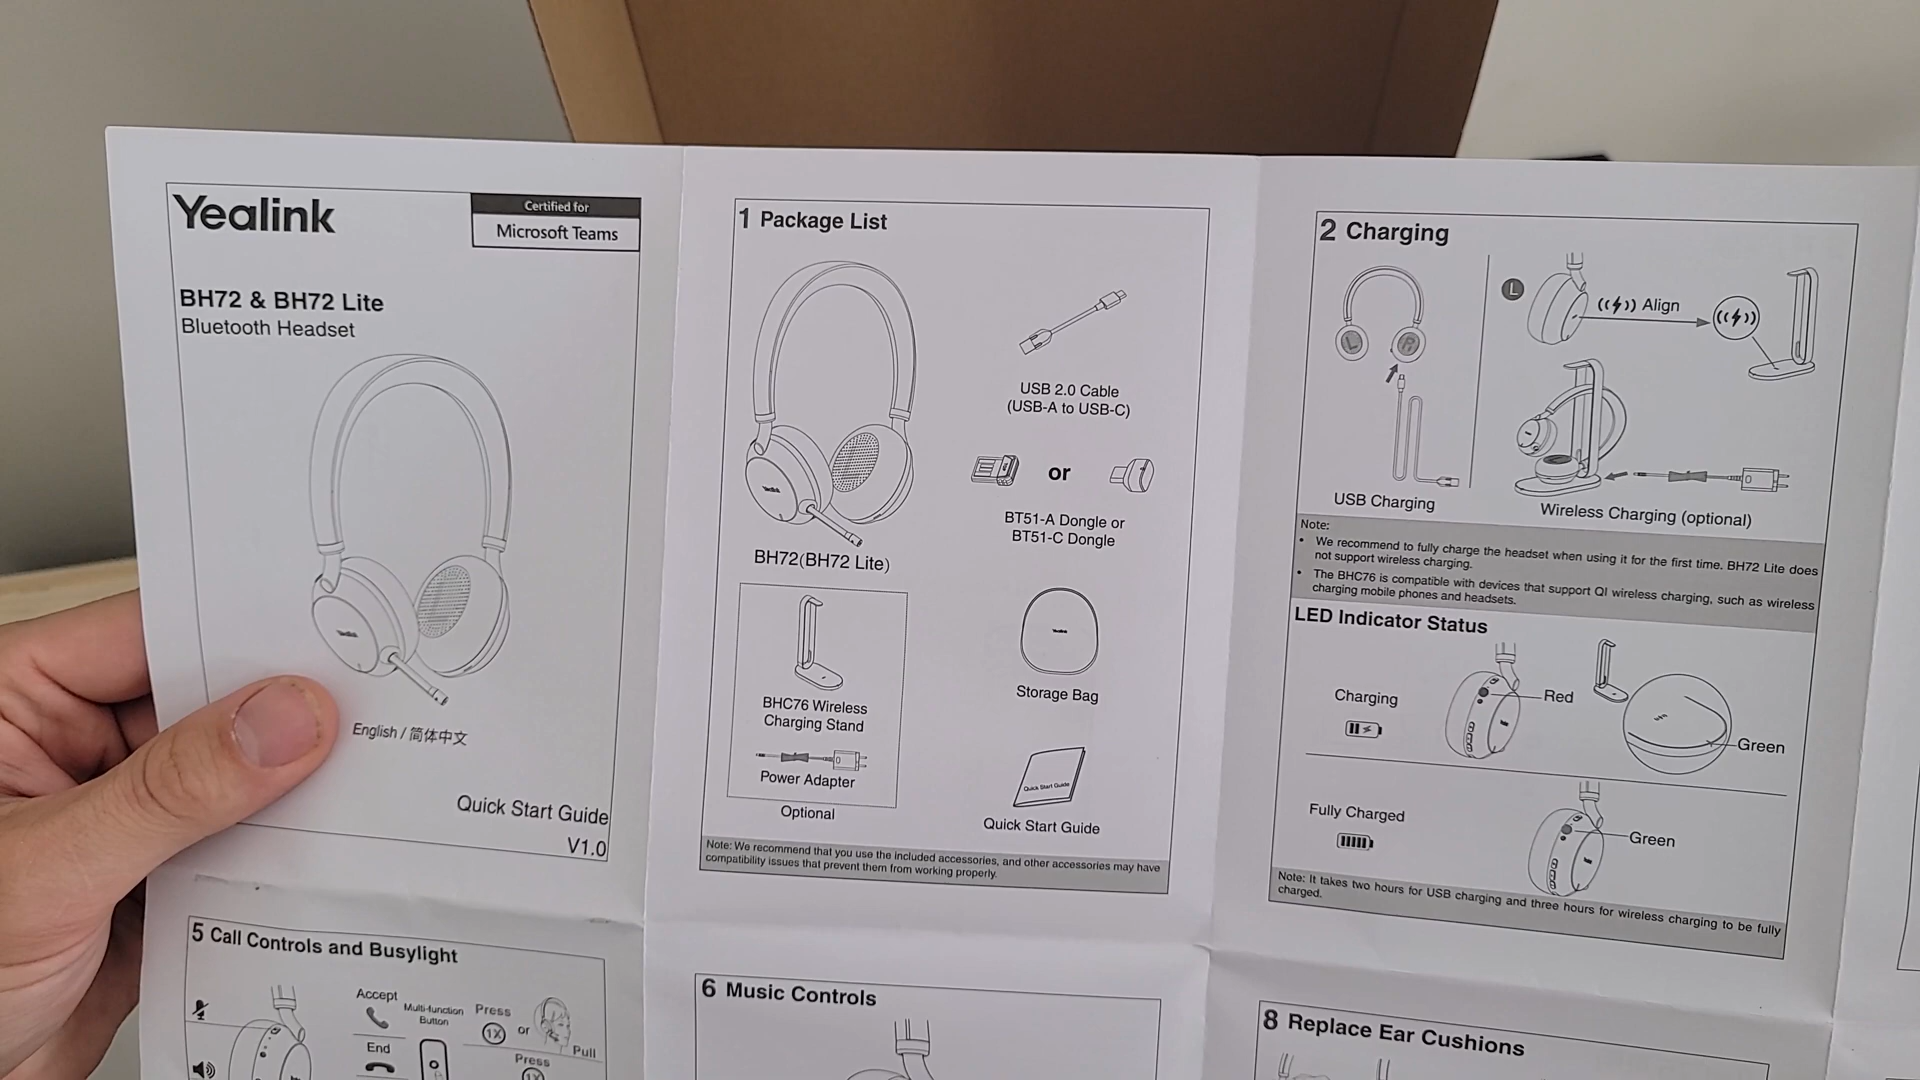 Yealink
Certified for
Microsoft Teams
BH72 & BH72 Lite
Bluetooth Headset
Yealink
English / 简体中文
Quick Start Guide
V1.0
1 Package List
Yealink
BH72(BH72 Lite)
USB 2.0 Cable
(USB-A to USB-C)
or
BT51-A Dongle or
BT51-C Dongle
BHC76 Wireless
Charging Stand
Power Adapter
Optional
Yealink
Storage Bag
Quick Start Guide
Quick Start Guide
Note: We recommend that you use the included accessories, and other accessories may have
compatibility issues that prevent them from working properly.
2 Charging
L
R
USB Charging
L
Align
Wireless Charging (optional)
Note:
• We recommend to fully charge the headset when using it for the first time. BH72 Lite does
not support wireless charging.
• The BHC76 is compatible with devices that support QI wireless charging, such as wireless
charging mobile phones and headsets.
LED Indicator Status
Charging
Red
Green
Fully Charged
Green
Note: It takes two hours for USB charging and three hours for wireless charging to be fully
charged.
5 Call Controls and Busylight
Accept
Multi-function
Button
Press
1X
or
Pull
End
Press
1X
6 Music Controls
8 Replace Ear Cushions